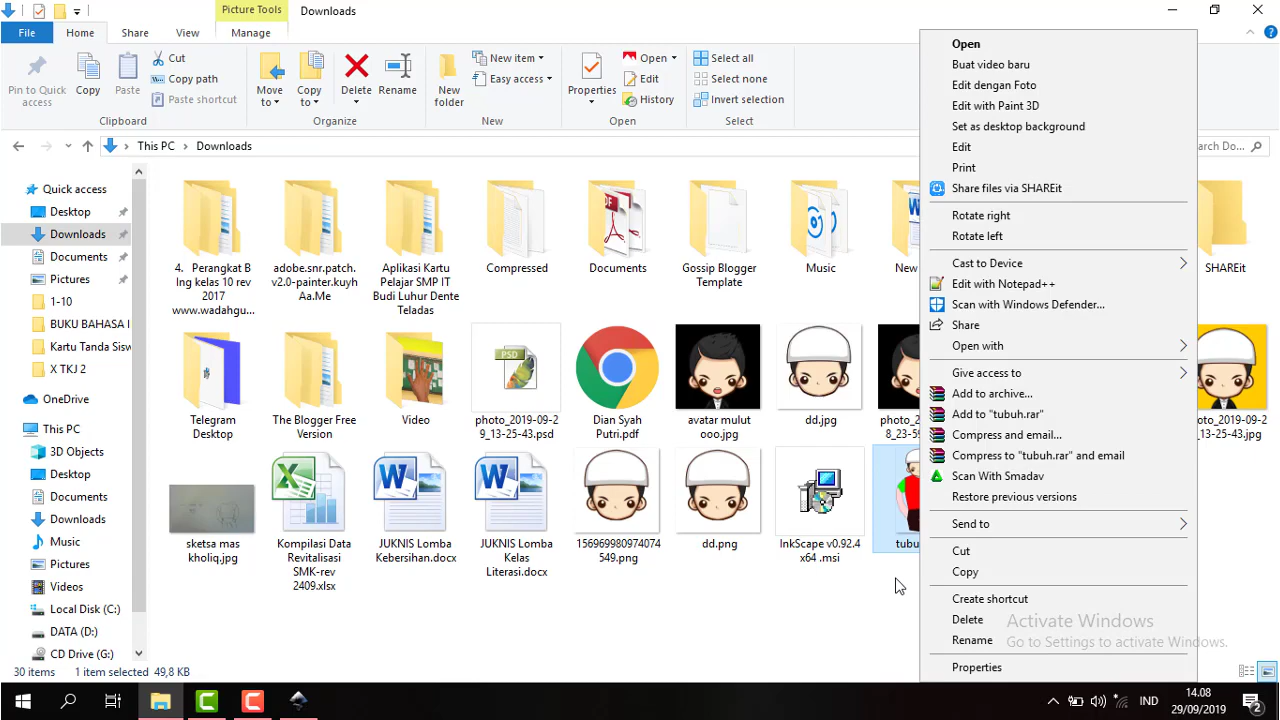 Picture Tools
Downloads
File
Home
Share
View
Manage
Pin to Quick access
Copy
Paste
Cut
Copy path
Paste shortcut
Clipboard
Move to
Copy to
Delete
Rename
Organize
New folder
New item
Easy access
New
Properties
Open
Edit
History
Open
Select all
Select none
Invert selection
Select
This PC
Downloads
Quick access
Desktop
Downloads
Documents
Pictures
1-10
BUKU BAHASA I
Kartu Tanda Sisw
X TKJ 2
OneDrive
This PC
3D Objects
Desktop
Documents
Downloads
Music
Pictures
Videos
Local Disk (C:)
DATA (D:)
CD Drive (G:)
4. Perangkat B
Ing kelas 10 rev
2017
www.wadahgu...
adobe.snr.patch.
v2.0-painter.kuyh
Aa.Me
Aplikasi Kartu
Pelajar SMP IT
Budi Luhur Dente
Teladas
Compressed
Documents
Gossip Blogger
Template
Music
New
SHAREit
Telegram
Desktop
The Blogger Free
Version
Video
PSD
photo_2019-09-2
9_13-25-43.psd
Dian Syah
Putri.pdf
avatar mulut
ooo.jpg
dd.jpg
photo_
8_23-59
_13-25-43.jpg
sketsa mas
kholiq.jpg
Kompilasi Data
Revitalisasi
SMK-rev
2409.xlsx
JUKNIS Lomba
Kebersihan.docx
JUKNIS Lomba
Kelas
Literasi.docx
156969980974074
549.png
dd.png
InkScape v0.92.4
x64 .msi
tubu
Open
Buat video baru
Edit dengan Foto
Edit with Paint 3D
Set as desktop background
Edit
Print
Share files via SHAREit
Rotate right
Rotate left
Cast to Device
Edit with Notepad++
Scan with Windows Defender...
Share
Open with
Give access to
Add to archive...
Add to "tubuh.rar"
Compress and email...
Compress to "tubuh.rar" and email
Scan With Smadav
Restore previous versions
Send to
Cut
Copy
Create shortcut
Delete
Rename
Properties
Activate Windows
Go to Settings to activate Windows.
30 items
1 item selected 49,8 KB
IND
14.08
29/09/2019
2